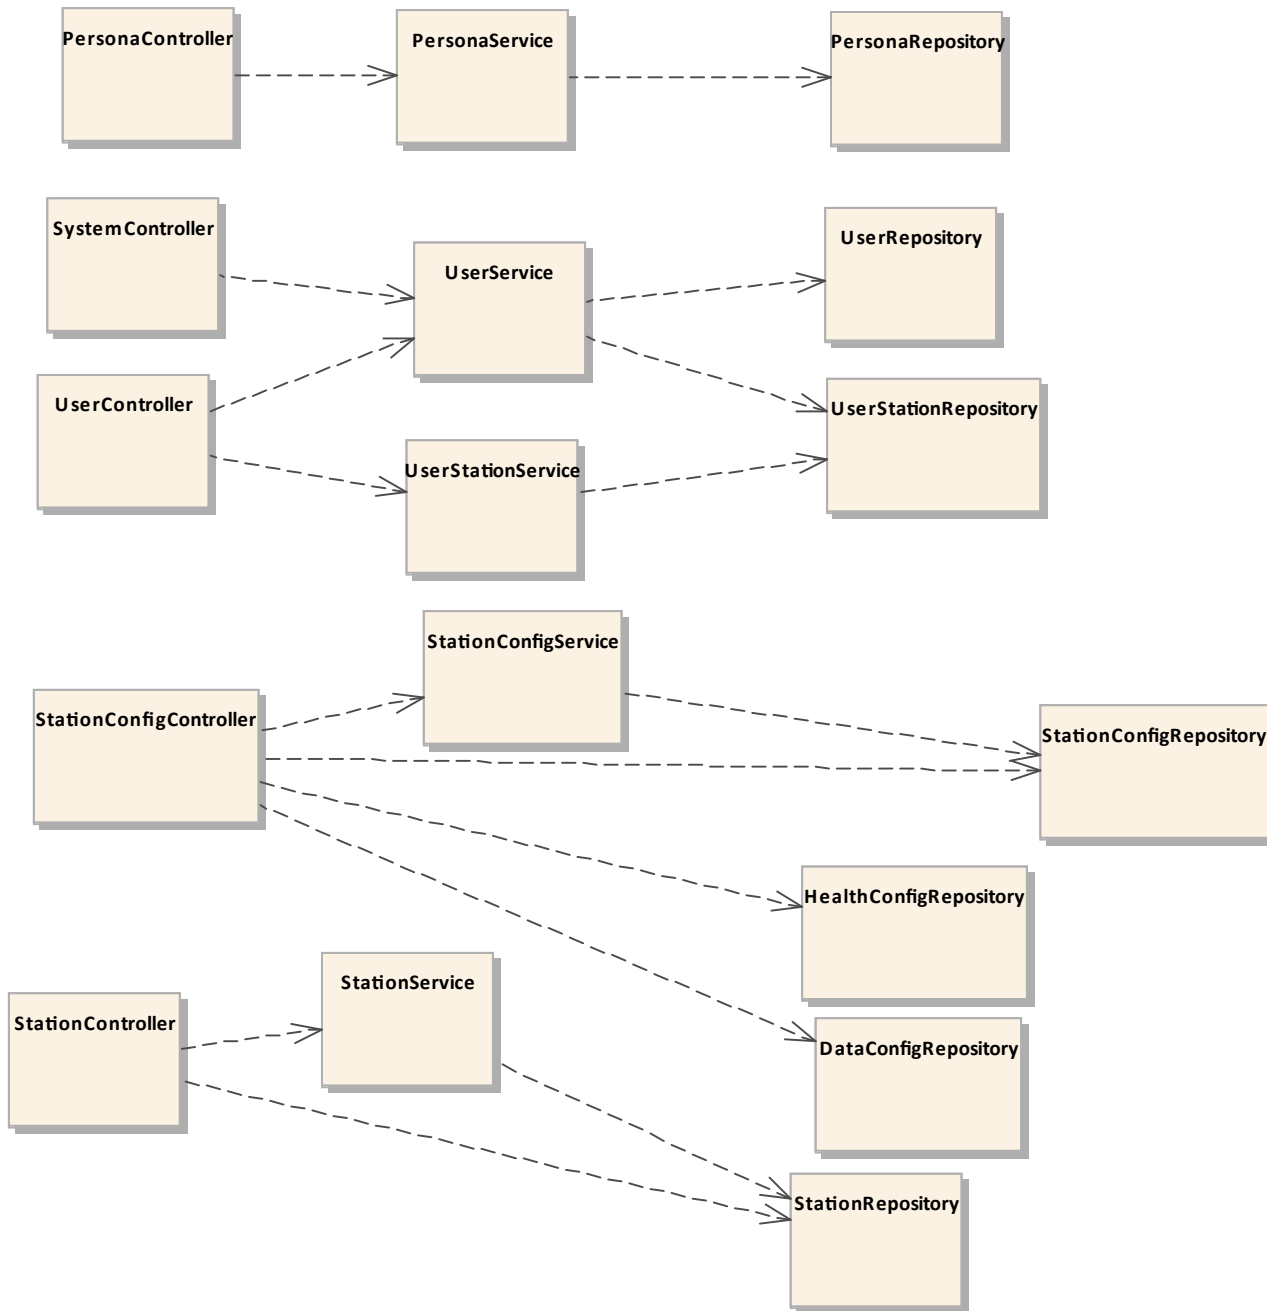 PersonaController
PersonaService
PersonaRepository
SystemController
UserService
UserRepository
UserController
UserStationService
UserStationRepository
StationConfigService
StationConfigController
StationConfigRepository
HealthConfigRepository
StationService
StationController
DataConfigRepository
StationRepository